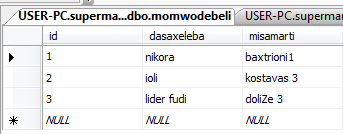 USER-PC.superma...dbo.momwodebeli USER-PC.superma
id dasaxeleba misamarti
1 nikora baxtrioni1
2 ioli kostavas 3
3 lider fudi doliZe 3
NULL NULL NULL